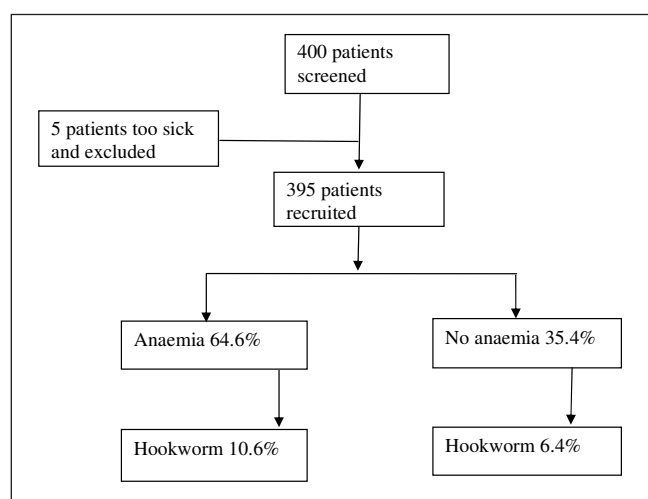 400 patients
screened
5 patients too sick
and excluded
395 patients
recruited
Anaemia 64.6%
No anaemia 35.4%
Hookworm 10.6%
Hookworm 6.4%